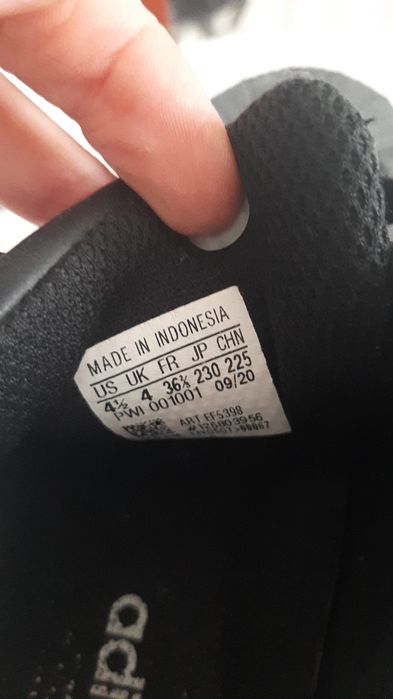 MADE IN INDONESIA
US UK FR JP CHN
4½ 4 36⅔ 230 225
PWI 001001 09/20
ART EF5398
adi